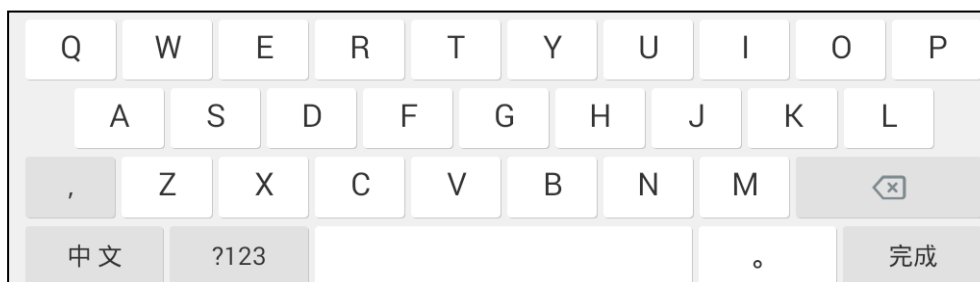 Q W E R T Y U I O P
A S D F G H J K L
, Z X C V B N M
中文 ?123 。 完成